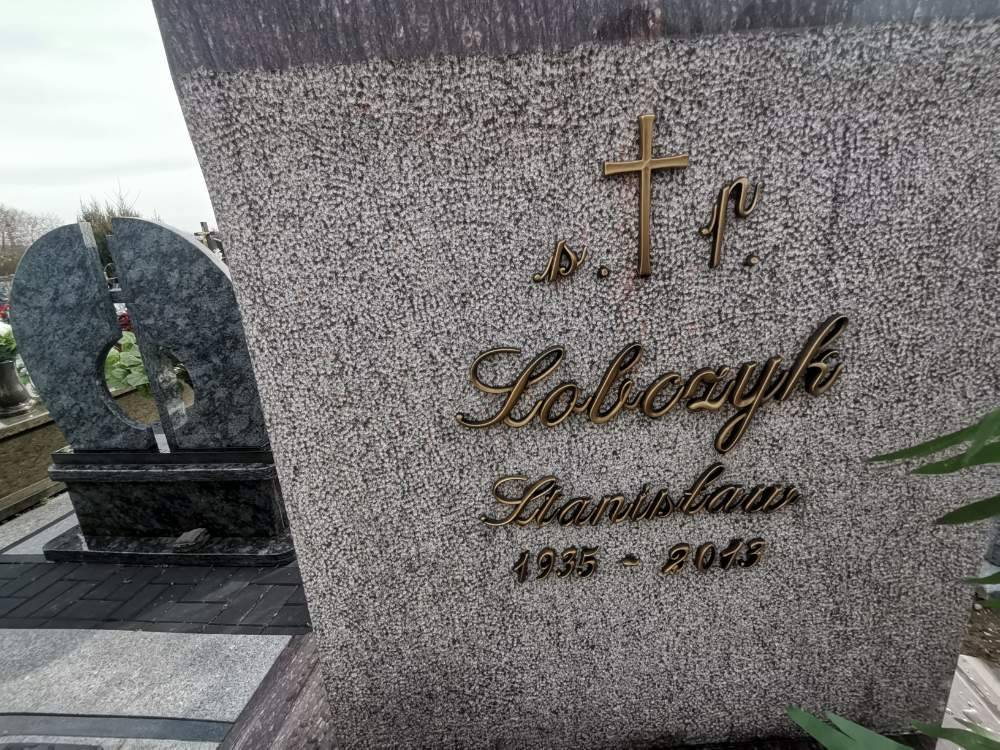 s. p.
Sobczyk
Stanisław
1935 - 2013